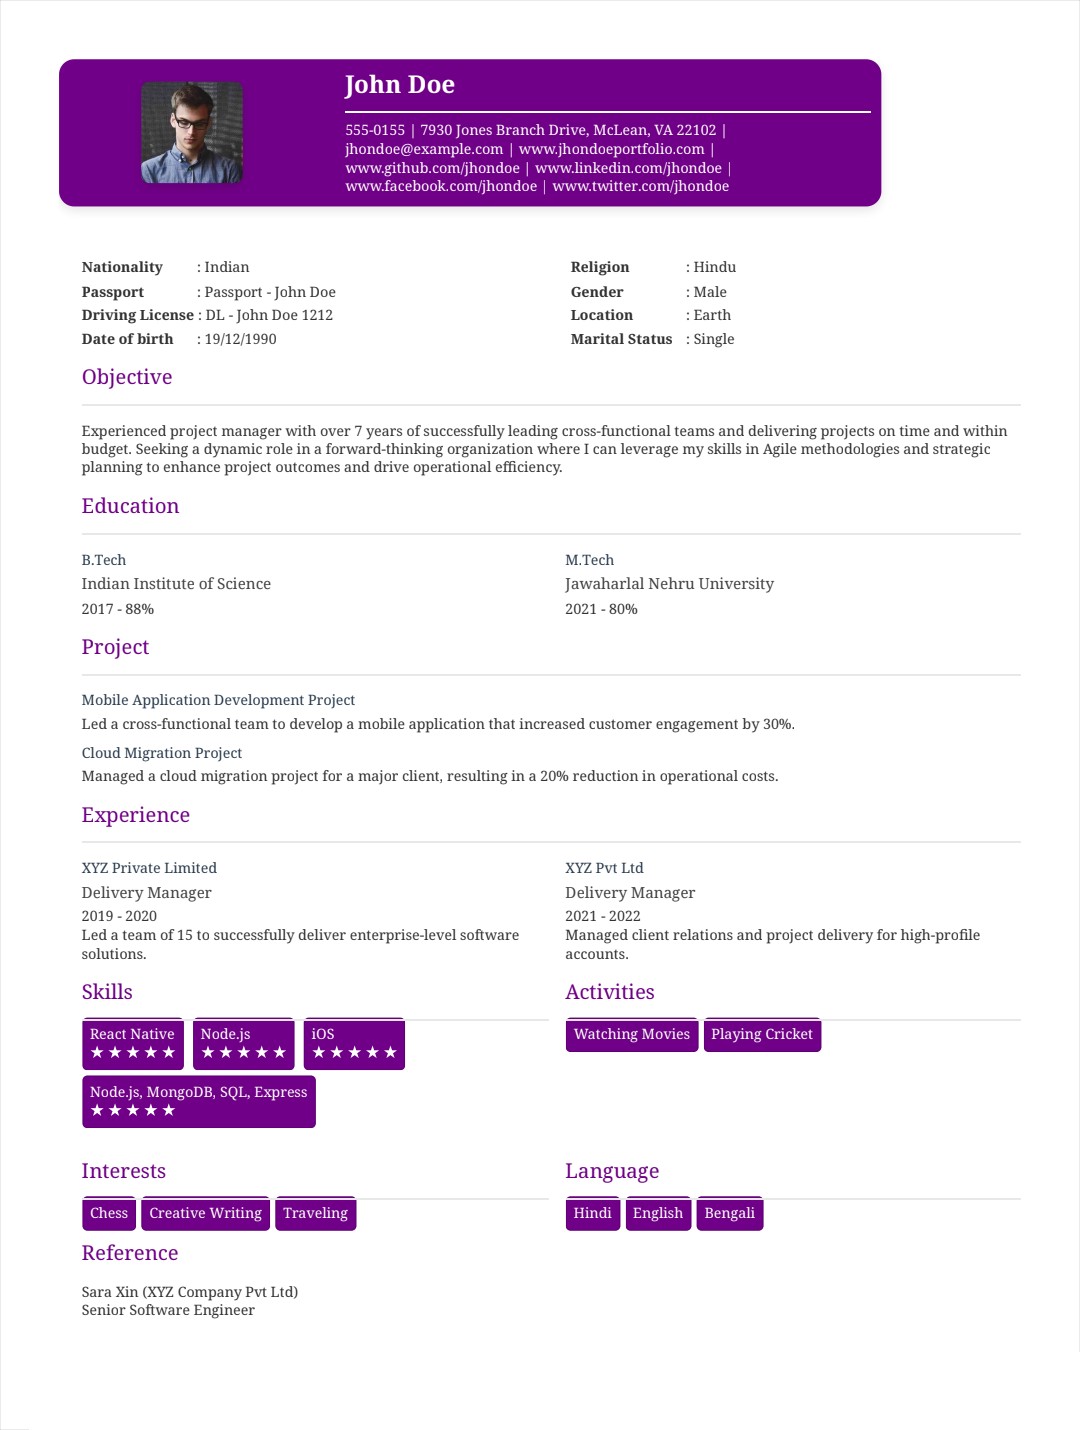 John Doe
555-0155 | 7930 Jones Branch Drive, McLean, VA 22102 |
jhondoe@example.com | www.jhondoeportfolio.com |
www.github.com/jhondoe | www.linkedin.com/jhondoe |
www.facebook.com/jhondoe | www.twitter.com/jhondoe
Nationality : Indian
Religion : Hindu
Passport : Passport - John Doe
Gender : Male
Driving License : DL - John Doe 1212
Location : Earth
Date of birth : 19/12/1990
Marital Status : Single
Objective
Experienced project manager with over 7 years of successfully leading cross-functional teams and delivering projects on time and within
budget. Seeking a dynamic role in a forward-thinking organization where I can leverage my skills in Agile methodologies and strategic
planning to enhance project outcomes and drive operational efficiency.
Education
B.Tech
Indian Institute of Science
2017 - 88%
M.Tech
Jawaharlal Nehru University
2021 - 80%
Project
Mobile Application Development Project
Led a cross-functional team to develop a mobile application that increased customer engagement by 30%.
Cloud Migration Project
Managed a cloud migration project for a major client, resulting in a 20% reduction in operational costs.
Experience
XYZ Private Limited
Delivery Manager
2019 - 2020
Led a team of 15 to successfully deliver enterprise-level software
solutions.
XYZ Pvt Ltd
Delivery Manager
2021 - 2022
Managed client relations and project delivery for high-profile
accounts.
Skills
React Native
★★★★★
Node.js
★★★★★
iOS
★★★★★
Node.js, MongoDB, SQL, Express
★★★★★
Activities
Watching Movies
Playing Cricket
Interests
Chess
Creative Writing
Traveling
Language
Hindi
English
Bengali
Reference
Sara Xin (XYZ Company Pvt Ltd)
Senior Software Engineer